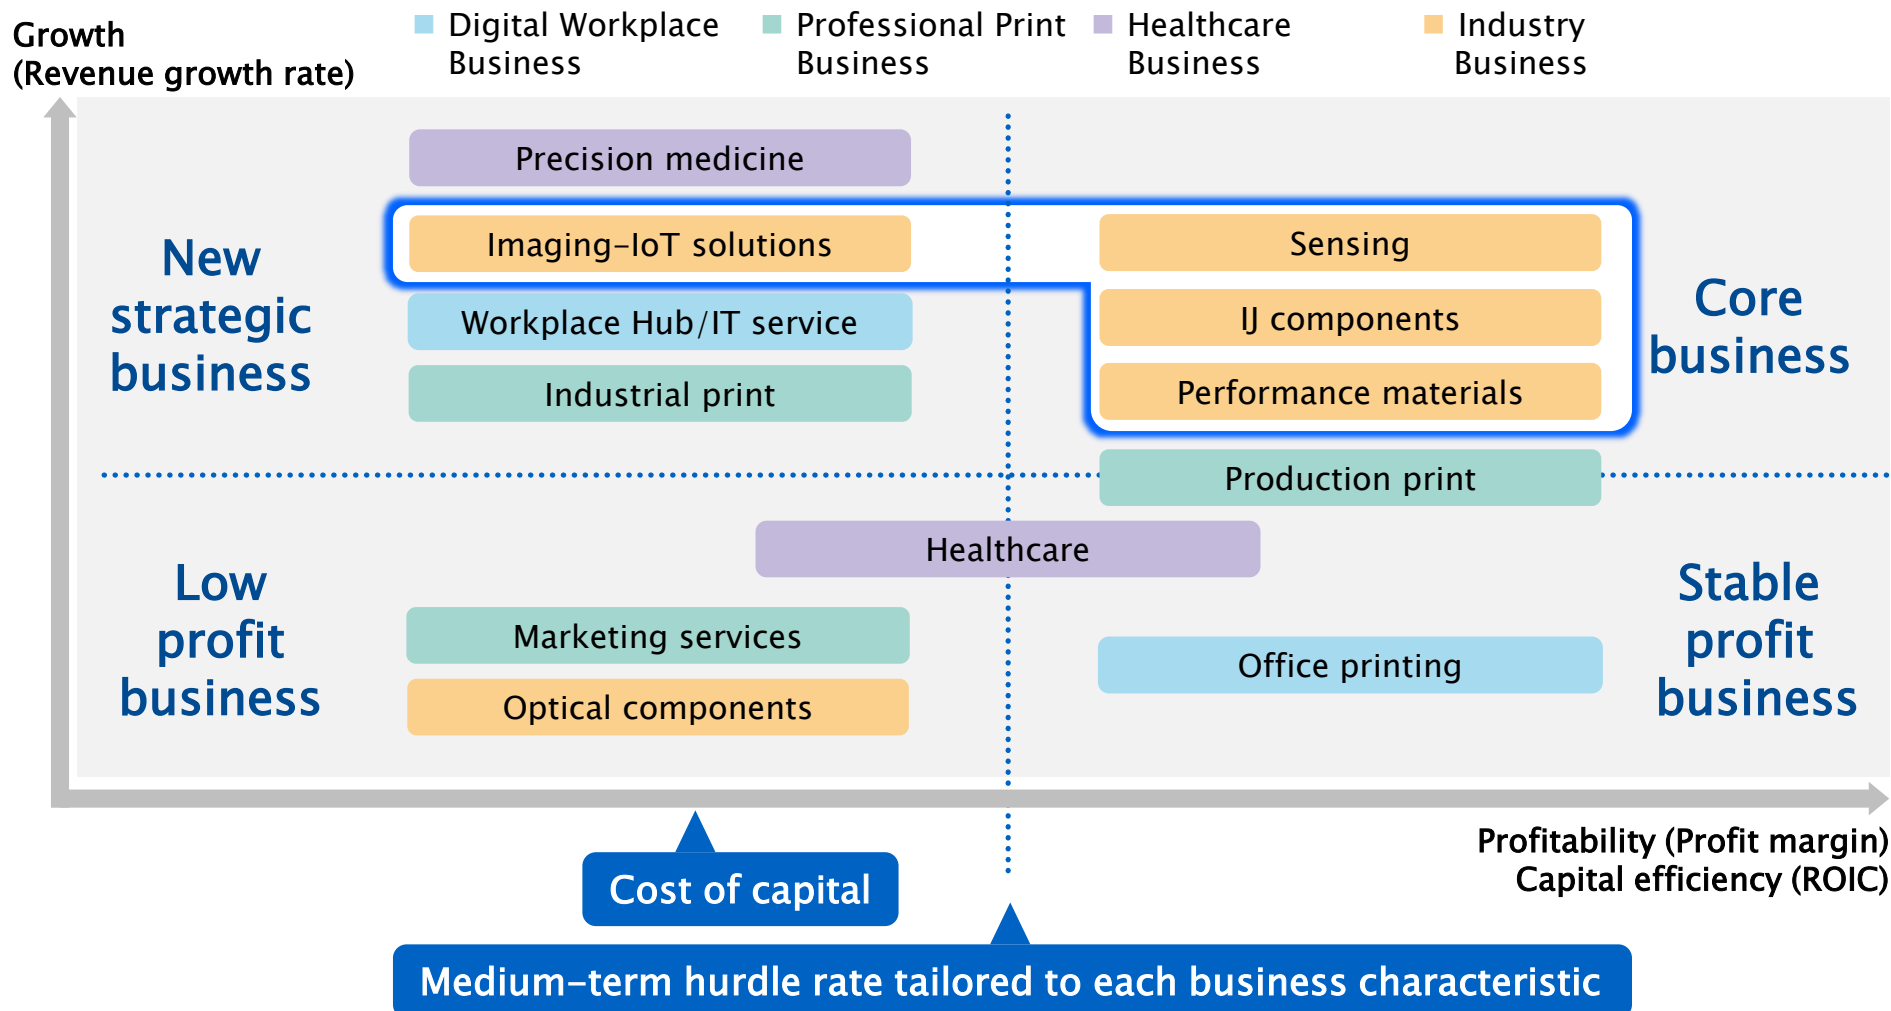 Growth
(Revenue growth rate)
Digital Workplace
Business
Professional Print
Business
Healthcare
Business
Industry
Business
New
strategic
business
Precision medicine
Imaging-IoT solutions
Workplace Hub/IT service
Industrial print
Sensing
IJ components
Performance materials
Core
business
Production print
Healthcare
Low
profit
business
Marketing services
Optical components
Office printing
Stable
profit
business
Profitability (Profit margin)
Capital efficiency (ROIC)
Cost of capital
Medium-term hurdle rate tailored to each business characteristic